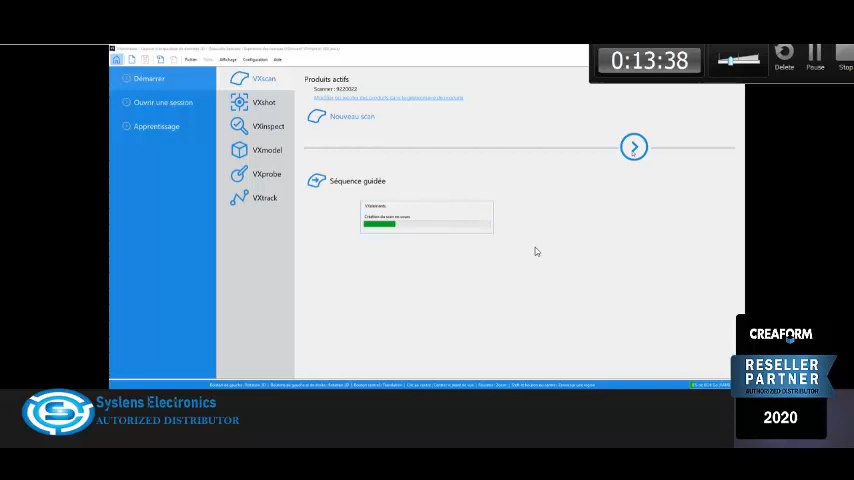 0:13:38
Delete
Pause
Stop
Fichier
Affichage
Configuration
Aide
Démarrer
Ouvrir une session
Apprentissage
VXscan
VXshot
VXinspect
VXmodel
VXprobe
VXtrack
Produits actifs
Scanner : 9220022
Nouveau scan
Séquence guidée
VXelements
Création du scan en cours
CREAFORM
RESELLER
PARTNER
AUTHORIZED DISTRIBUTOR
2020
Syslens Electronics
AUTORIZED DISTRIBUTOR